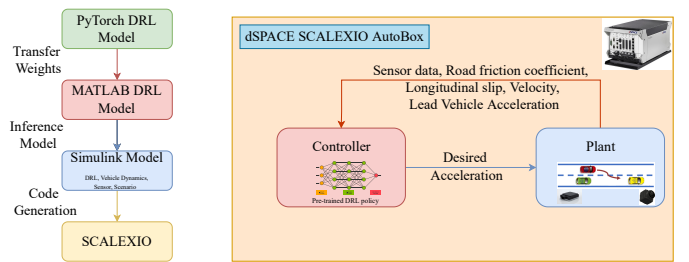 PyTorch DRL
Model
Transfer
Weights
MATLAB DRL
Model
Inference
Model
Simulink Model
DRL, Vehicle Dynamics,
Sensor, Scenario
Code
Generation
SCALEXIO
dSPACE SCALEXIO AutoBox
Sensor data, Road friction coefficient,
Longitudinal slip, Velocity,
Lead Vehicle Acceleration
Controller
Pre-trained DRL policy
Desired
Acceleration
Plant